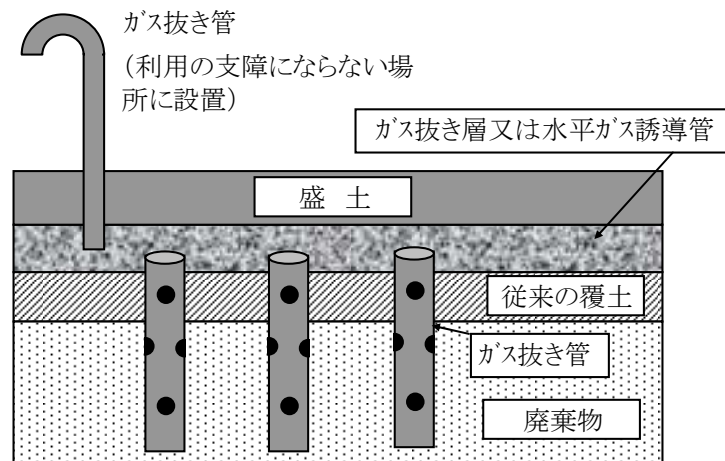 ガス抜き管
（利用の支障にならない場
所に設置）
ガス抜き層又は水平ガス誘導管
盛 土
従来の覆土
ガス抜き管
廃棄物